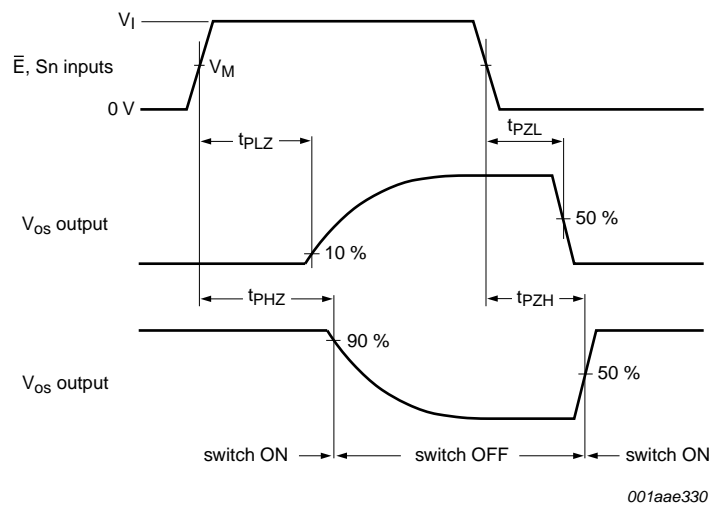 V_I
E̅, Sn inputs
V_M
0 V
t_PLZ
t_PZL
V_os output
50 %
10 %
t_PHZ
t_PZH
90 %
V_os output
50 %
switch ON
switch OFF
switch ON
001aae330